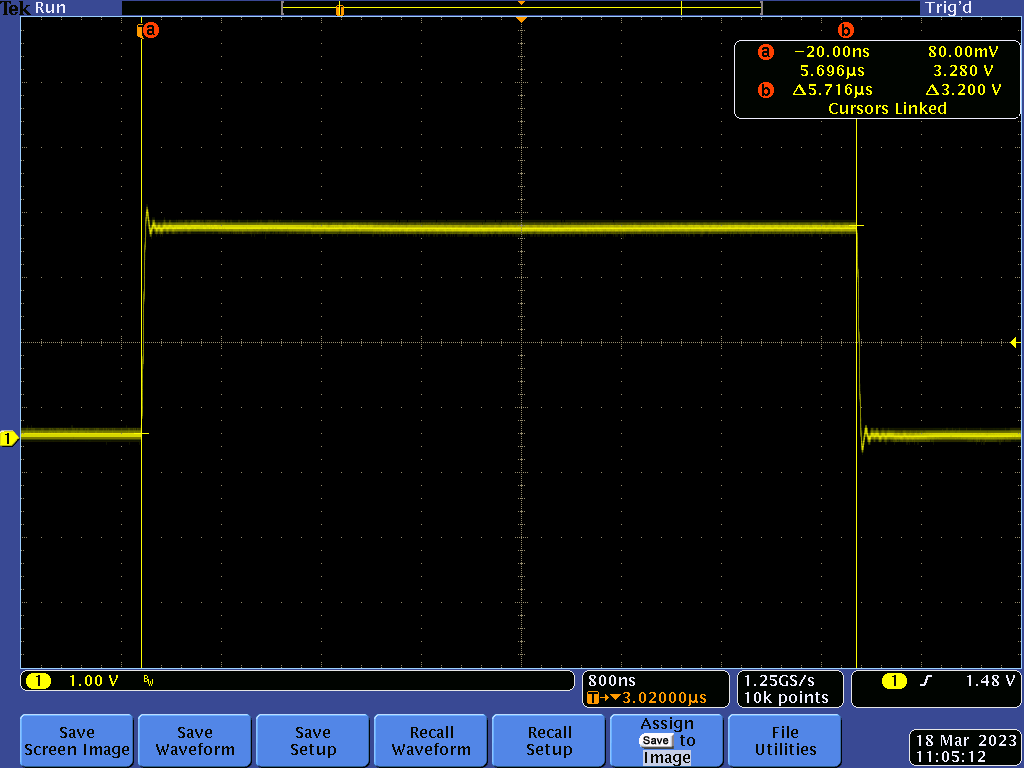 Tek Run Trig'd
a b
a −20.00ns 80.00mV
5.696µs 3.280 V
b Δ5.716µs Δ3.200 V
Cursors Linked
1
1 1.00 V BW
800ns
T→▼3.02000µs
1.25GS/s
10k points
1 ƒ 1.48 V
Save
Screen Image
Save
Waveform
Save
Setup
Recall
Waveform
Recall
Setup
Assign
Save to
Image
File
Utilities
18 Mar 2023
11:05:12